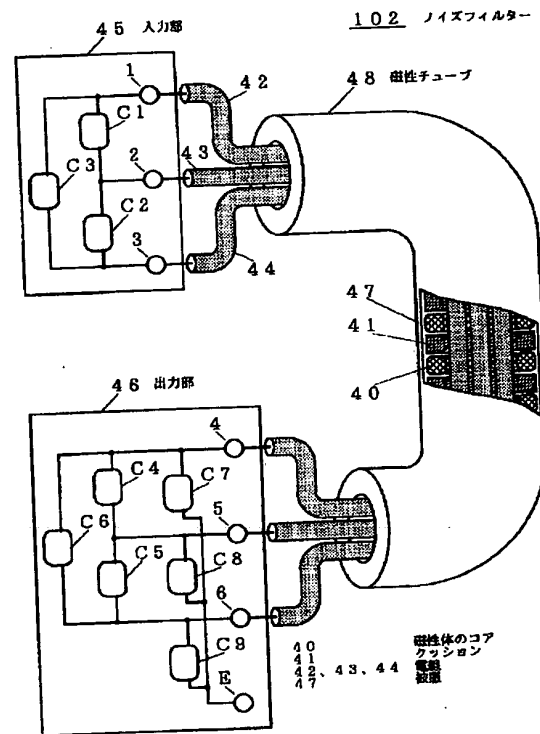 102 ノイズフィルター
45 入力部
1
42
48 磁性チューブ
C1
43
C3
2
C2
3
44
47
41
40
46 出力部
4
C4
C7
C6
5
C5
C8
6
C9
E
40 磁性体のコア
41 クッション
42、43、44 電線
47 被覆